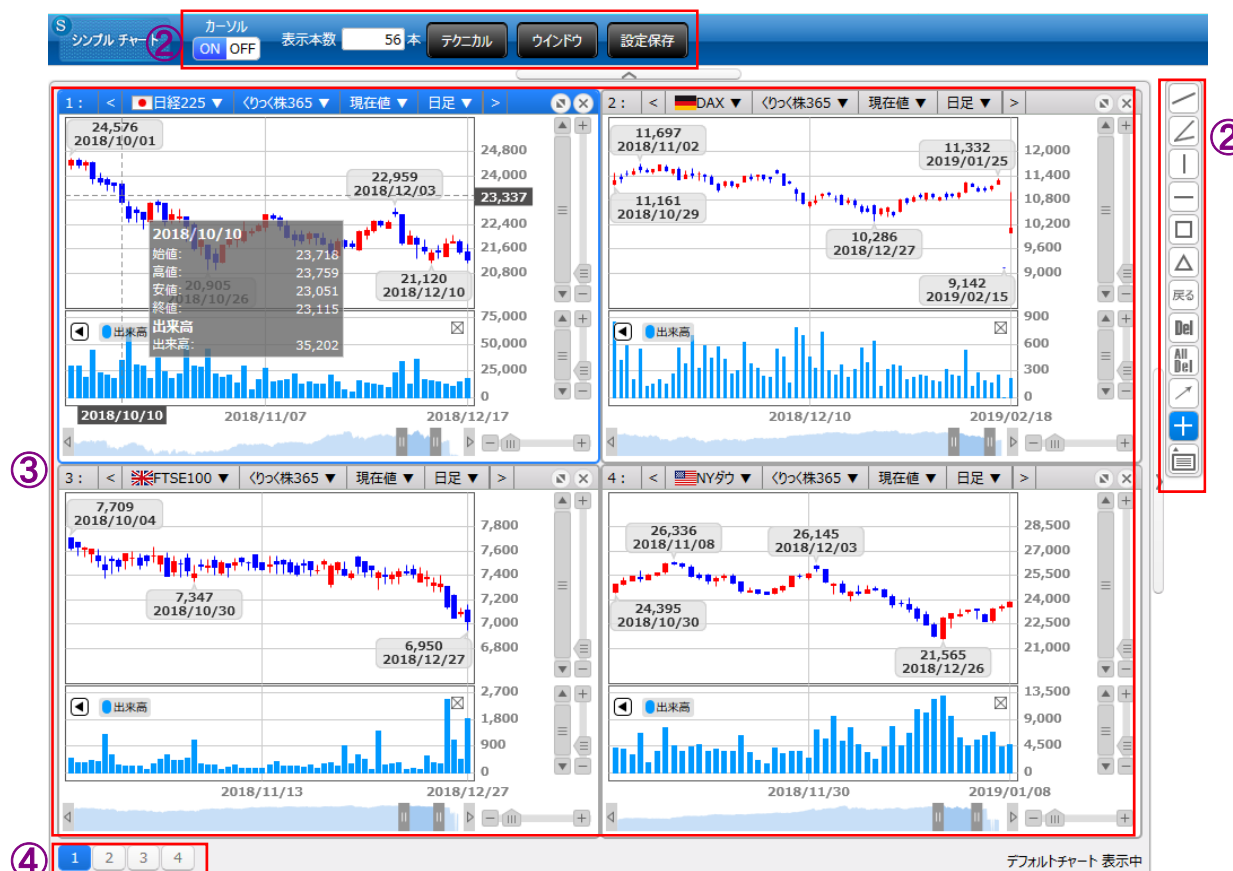 S
シンプル チャート
②
カーソル
ON OFF
表示本数 56 本
テクニカル
ウインドウ
設定保存
1: < 日経225 ▼ くりっく株365 ▼ 現在値 ▼ 日足 ▼ >
24,576
2018/10/01
22,959
2018/12/03
20,905
2018/10/26
21,120
2018/12/10
24,800
24,000
23,337
22,400
21,600
20,800
2018/10/10
始値: 23,718
高値: 23,759
安値: 23,051
終値: 23,115
出来高
出来高: 35,202
出来高
75,000
50,000
25,000
0
2018/10/10 2018/11/07 2018/12/17
2: < DAX ▼ くりっく株365 ▼ 現在値 ▼ 日足 ▼ >
11,697
2018/11/02
11,332
2019/01/25
11,161
2018/10/29
10,286
2018/12/27
9,142
2019/02/15
12,000
11,400
10,800
10,200
9,600
9,000
出来高
900
600
300
0
2018/12/10 2019/02/18
②
戻る
Del
All
Del
③
3: < FTSE100 ▼ くりっく株365 ▼ 現在値 ▼ 日足 ▼ >
7,709
2018/10/04
7,347
2018/10/30
6,950
2018/12/27
7,800
7,600
7,400
7,200
7,000
6,800
出来高
2,700
1,800
900
0
2018/11/13 2018/12/27
4: < NYダウ ▼ くりっく株365 ▼ 現在値 ▼ 日足 ▼ >
26,336
2018/11/08
26,145
2018/12/03
24,395
2018/10/30
21,565
2018/12/26
28,500
27,000
25,500
24,000
22,500
21,000
出来高
13,500
9,000
4,500
0
2018/11/30 2019/01/08
④
1 2 3 4
デフォルトチャート 表示中